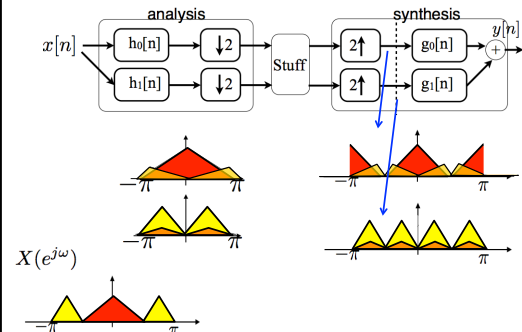 analysis synthesis
x[n] h₀[n] ↓2 Stuff 2↑ g₀[n] + y[n]
h₁[n] ↓2 2↑ g₁[n]
−π π −π π
−π π −π π
X(e^{jω})
−π π